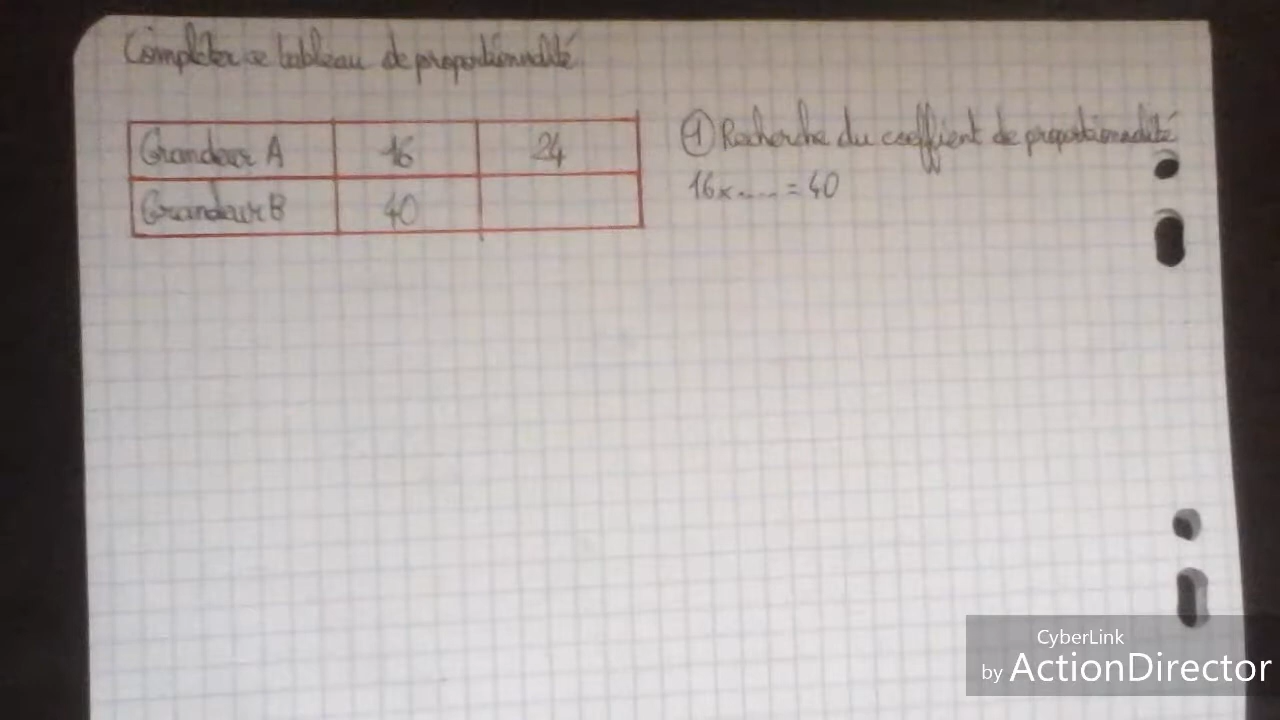 Compléter ce tableau de proportionnalité
Grandeur A 16 24
Grandeur B 40
① Recherche du coeffient de proportionnalité
16 x ..... = 40
CyberLink
by ActionDirector